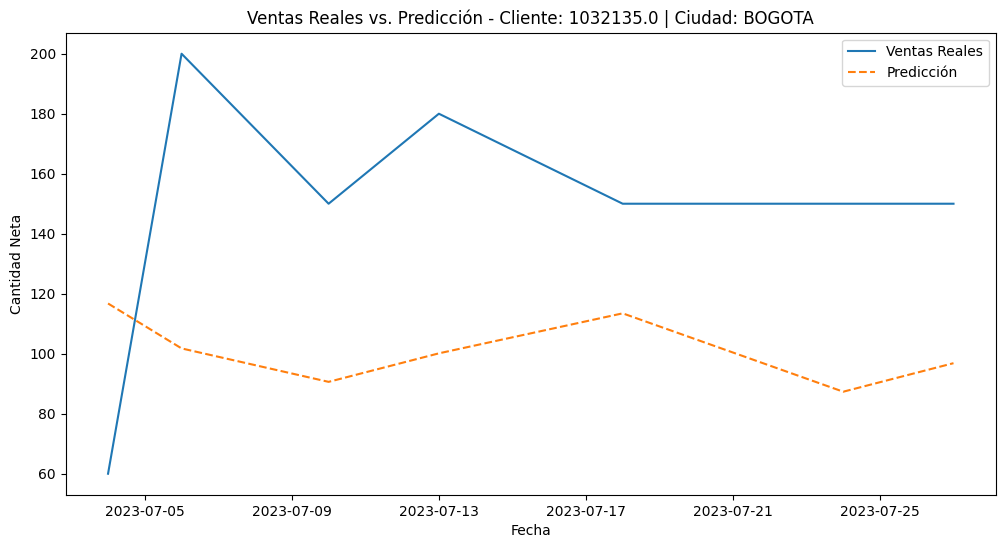 Ventas Reales vs. Predicción - Cliente: 1032135.0 | Ciudad: BOGOTA
Ventas Reales
Predicción
200
180
160
140
120
100
80
60
Cantidad Neta
2023-07-05
2023-07-09
2023-07-13
2023-07-17
2023-07-21
2023-07-25
Fecha